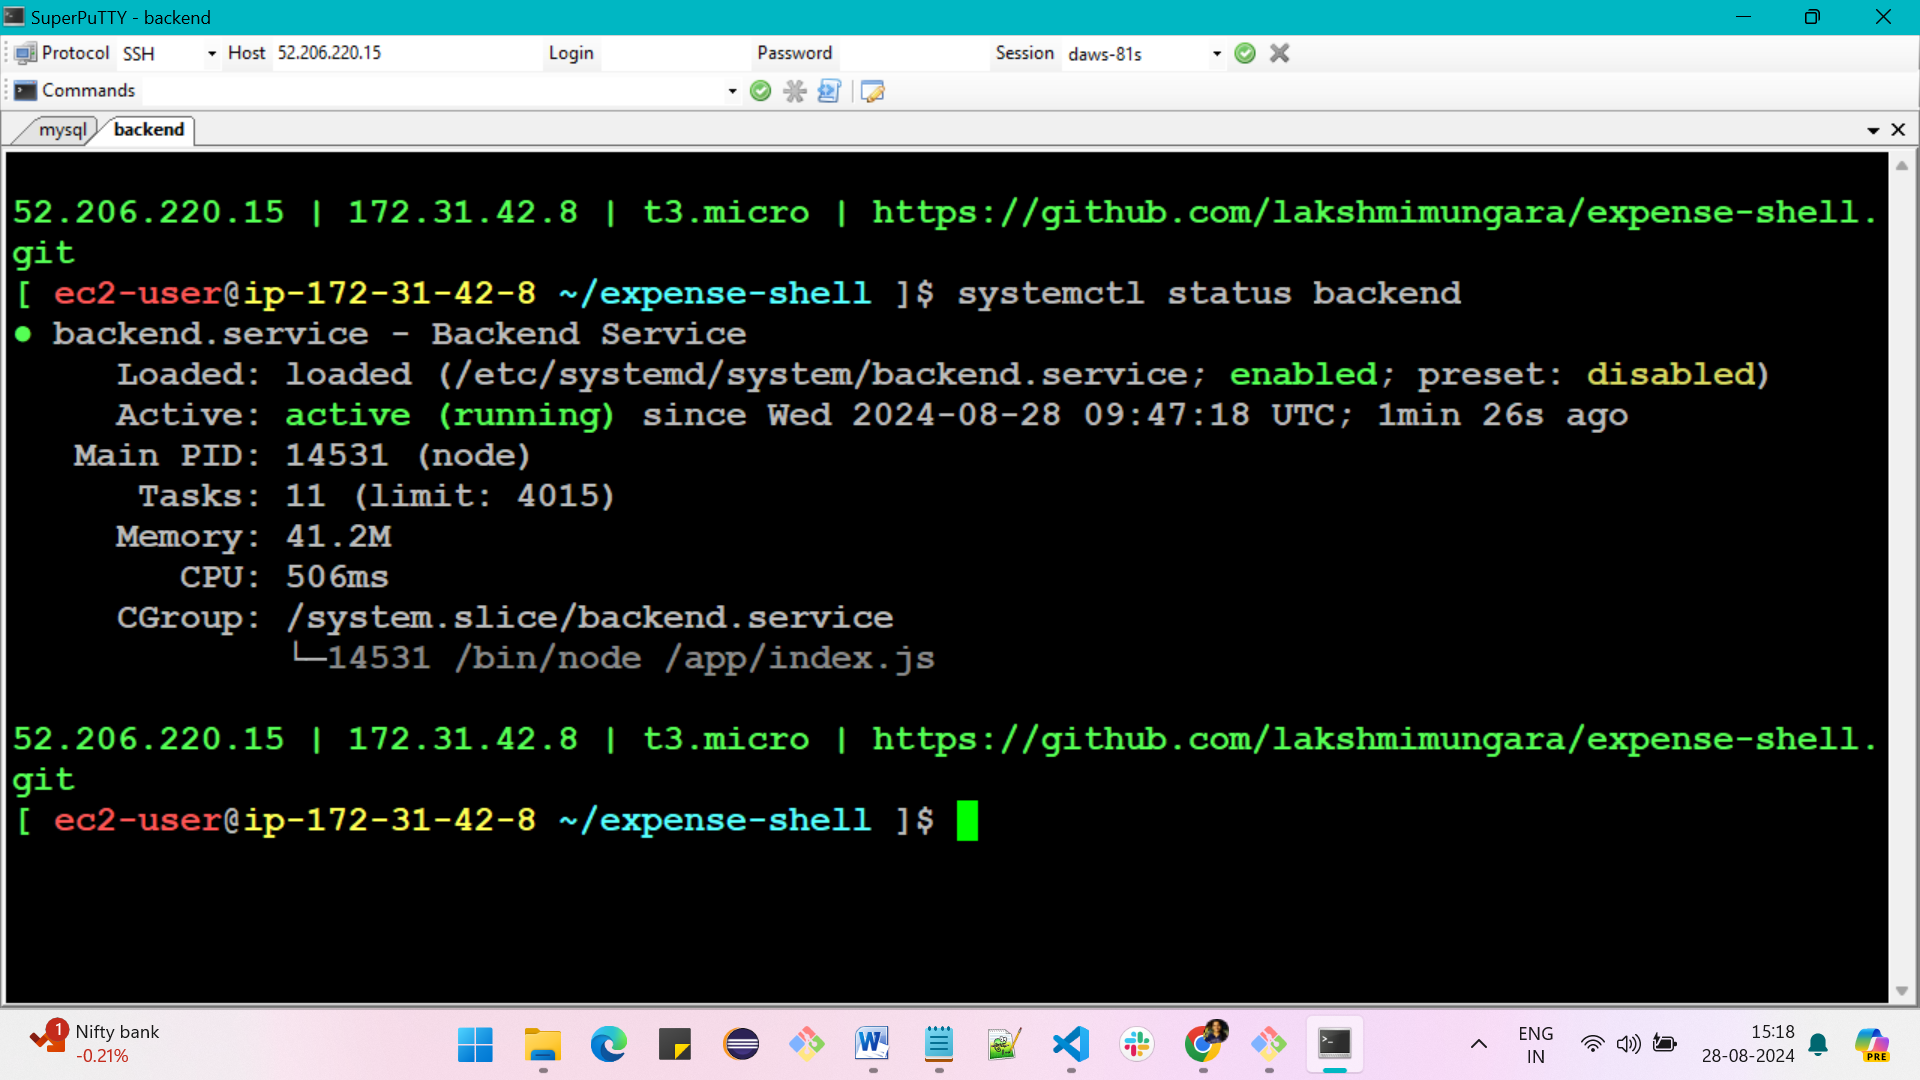 SuperPuTTY - backend
Protocol SSH Host 52.206.220.15 Login Password Session daws-81s
Commands
mysql backend
52.206.220.15 | 172.31.42.8 | t3.micro | https://github.com/lakshmimungara/expense-shell.
git
[ ec2-user@ip-172-31-42-8 ~/expense-shell ]$ systemctl status backend
● backend.service - Backend Service
Loaded: loaded (/etc/systemd/system/backend.service; enabled; preset: disabled)
Active: active (running) since Wed 2024-08-28 09:47:18 UTC; 1min 26s ago
Main PID: 14531 (node)
Tasks: 11 (limit: 4015)
Memory: 41.2M
CPU: 506ms
CGroup: /system.slice/backend.service
└─14531 /bin/node /app/index.js
52.206.220.15 | 172.31.42.8 | t3.micro | https://github.com/lakshmimungara/expense-shell.
git
[ ec2-user@ip-172-31-42-8 ~/expense-shell ]$
1 Nifty bank
-0.21%
W
ENG
IN
15:18
28-08-2024
PRE